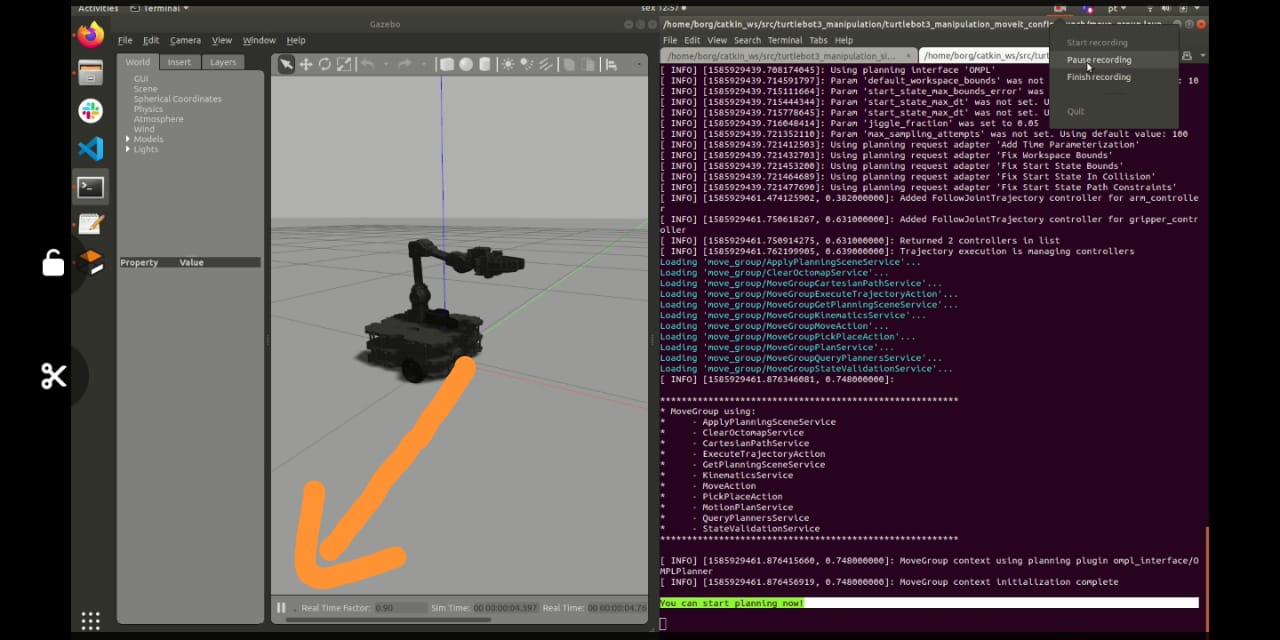 Activities Terminal
sex 12:57
pt
Gazebo
File Edit Camera View Window Help
World Insert Layers
GUI
Scene
Spherical Coordinates
Physics
Atmosphere
Wind
Models
Lights
Property Value
Real Time Factor: 0.90 Sim Time: 00 00:00:04.597 Real Time: 00 00:00:04.76
/home/borg/catkin_ws/src/turtlebot3_manipulation/turtlebot3_manipulation_moveit_config
File Edit View Search Terminal Tabs Help
/home/borg/catkin_ws/src/turtlebot3_manipulation_si... × /home/borg/catkin_ws/src/turt
Start recording
Pause recording
Finish recording
Quit
[ INFO] [1585929439.708174045]: Using planning interface 'OMPL'
[ INFO] [1585929439.714591797]: Param 'default_workspace_bounds' was not 10
[ INFO] [1585929439.715111664]: Param 'start_state_max_bounds_error' was
[ INFO] [1585929439.715444344]: Param 'start_state_max_dt' was not set. U
[ INFO] [1585929439.715778645]: Param 'start_state_max_dt' was not set. U
[ INFO] [1585929439.716048414]: Param 'jiggle_fraction' was set to 0.05
[ INFO] [1585929439.721352110]: Param 'max_sampling_attempts' was not set. Using default value: 100
[ INFO] [1585929439.721412503]: Using planning request adapter 'Add Time Parameterization'
[ INFO] [1585929439.721432703]: Using planning request adapter 'Fix Workspace Bounds'
[ INFO] [1585929439.721453200]: Using planning request adapter 'Fix Start State Bounds'
[ INFO] [1585929439.721464689]: Using planning request adapter 'Fix Start State In Collision'
[ INFO] [1585929439.721477690]: Using planning request adapter 'Fix Start State Path Constraints'
[ INFO] [1585929461.474125902, 0.382000000]: Added FollowJointTrajectory controller for arm_controlle
r
[ INFO] [1585929461.750618267, 0.631000000]: Added FollowJointTrajectory controller for gripper_contr
oller
[ INFO] [1585929461.750914275, 0.631000000]: Returned 2 controllers in list
[ INFO] [1585929461.762199905, 0.639000000]: Trajectory execution is managing controllers
Loading 'move_group/ApplyPlanningSceneService'...
Loading 'move_group/ClearOctomapService'...
Loading 'move_group/MoveGroupCartesianPathService'...
Loading 'move_group/MoveGroupExecuteTrajectoryAction'...
Loading 'move_group/MoveGroupGetPlanningSceneService'...
Loading 'move_group/MoveGroupKinematicsService'...
Loading 'move_group/MoveGroupMoveAction'...
Loading 'move_group/MoveGroupPickPlaceAction'...
Loading 'move_group/MoveGroupPlanService'...
Loading 'move_group/MoveGroupQueryPlannersService'...
Loading 'move_group/MoveGroupStateValidationService'...
[ INFO] [1585929461.876346081, 0.748000000]:
********************************************************
* MoveGroup using:
* - ApplyPlanningSceneService
* - ClearOctomapService
* - CartesianPathService
* - ExecuteTrajectoryAction
* - GetPlanningSceneService
* - KinematicsService
* - MoveAction
* - PickPlaceAction
* - MotionPlanService
* - QueryPlannersService
* - StateValidationService
********************************************************
[ INFO] [1585929461.876415660, 0.748000000]: MoveGroup context using planning plugin ompl_interface/O
MPLPlanner
[ INFO] [1585929461.876456919, 0.748000000]: MoveGroup context initialization complete
You can start planning now!